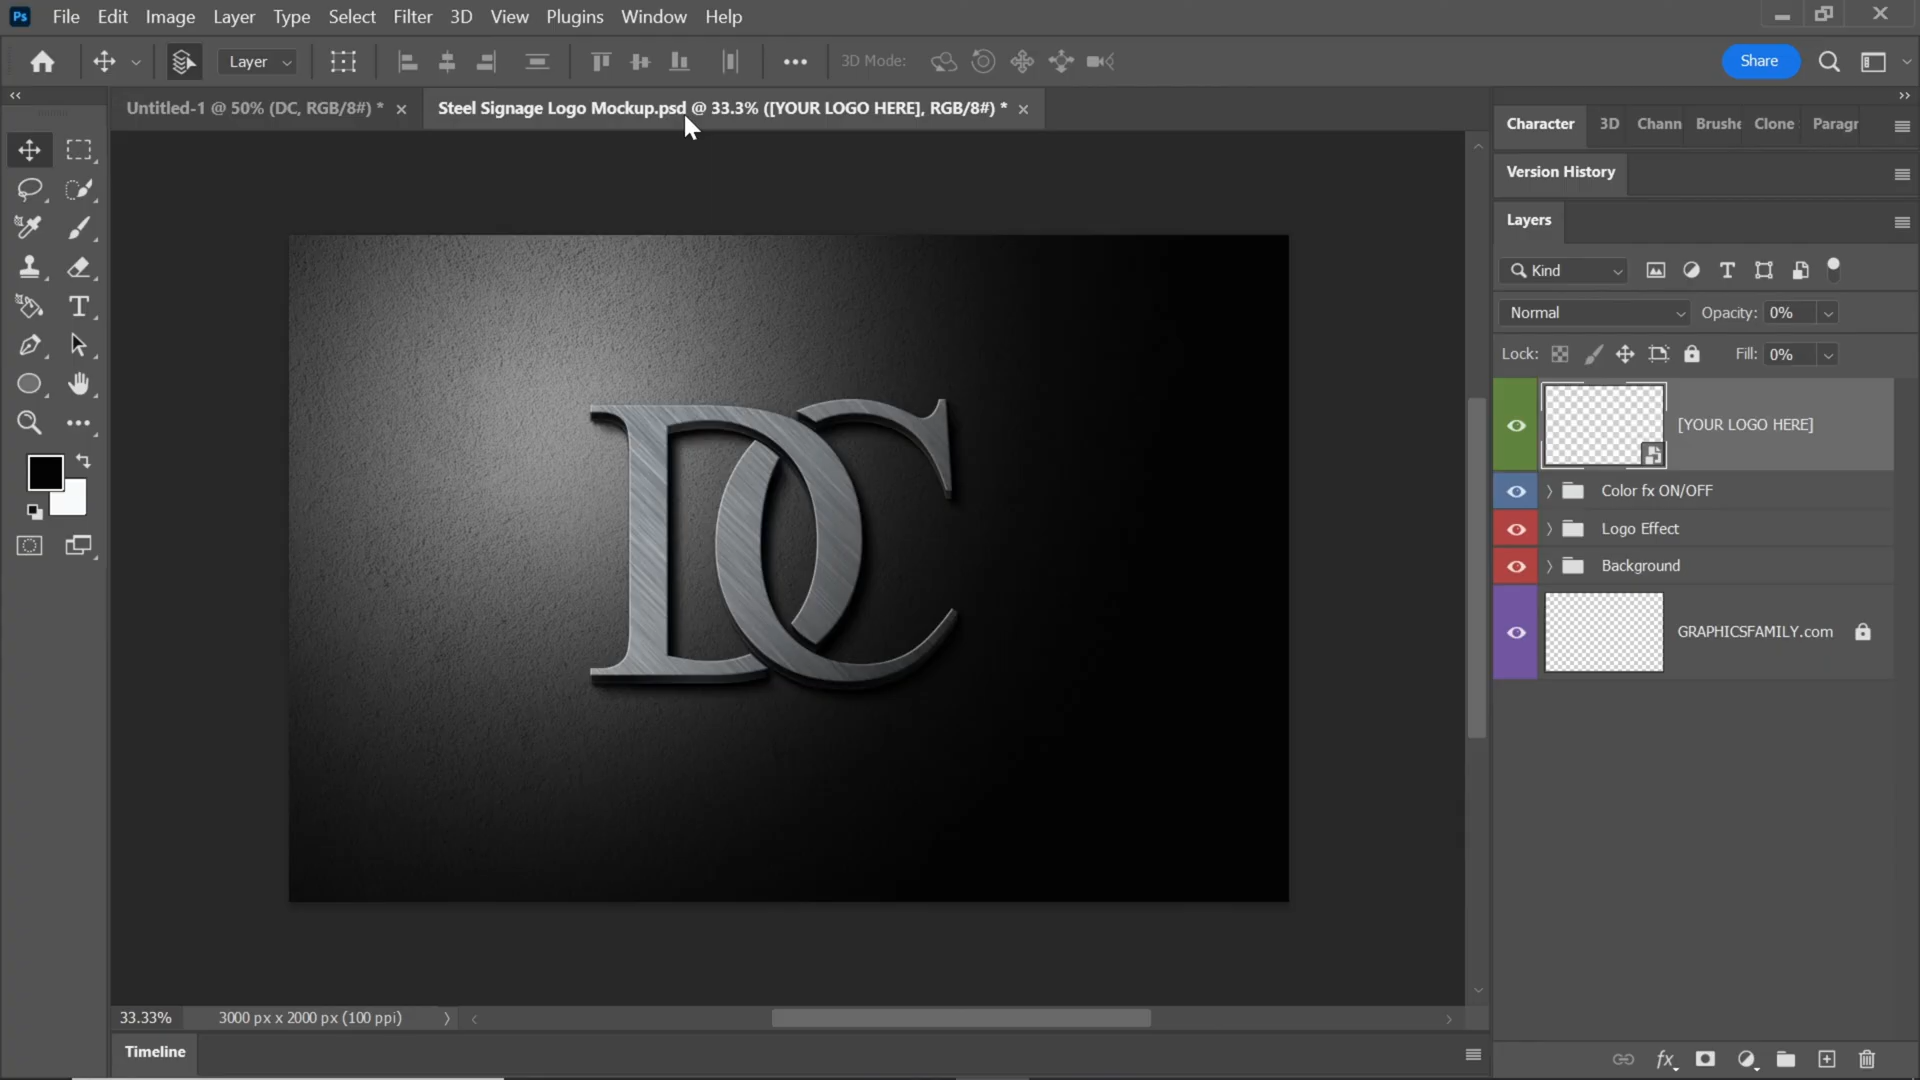 Ps File Edit Image Layer Type Select Filter 3D View Plugins Window Help
Layer 3D Mode: Share
Untitled-1 @ 50% (DC, RGB/8#) * Steel Signage Logo Mockup.psd @ 33.3% ([YOUR LOGO HERE], RGB/8#) *
Character 3D Chann Brushe Clone Paragr
Version History
Layers
Kind
Normal Opacity: 0%
Lock: Fill: 0%
[YOUR LOGO HERE]
Color fx ON/OFF
Logo Effect
Background
GRAPHICSFAMILY.com
DC
33.33% 3000 px x 2000 px (100 ppi)
Timeline
fx